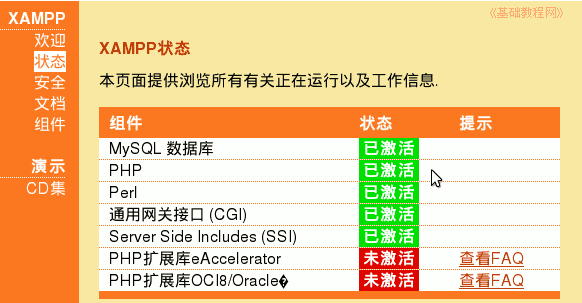 《基础教程网》
XAMPP
欢迎
状态
安全
文档
组件
演示
CD集
XAMPP状态
本页面提供浏览所有有关正在运行以及工作信息.
组件 状态 提示
MySQL 数据库 已激活
PHP 已激活
Perl 已激活
通用网关接口 (CGI) 已激活
Server Side Includes (SSI) 已激活
PHP扩展库eAccelerator 未激活 查看FAQ
PHP扩展库OCI8/Oracle� 未激活 查看FAQ